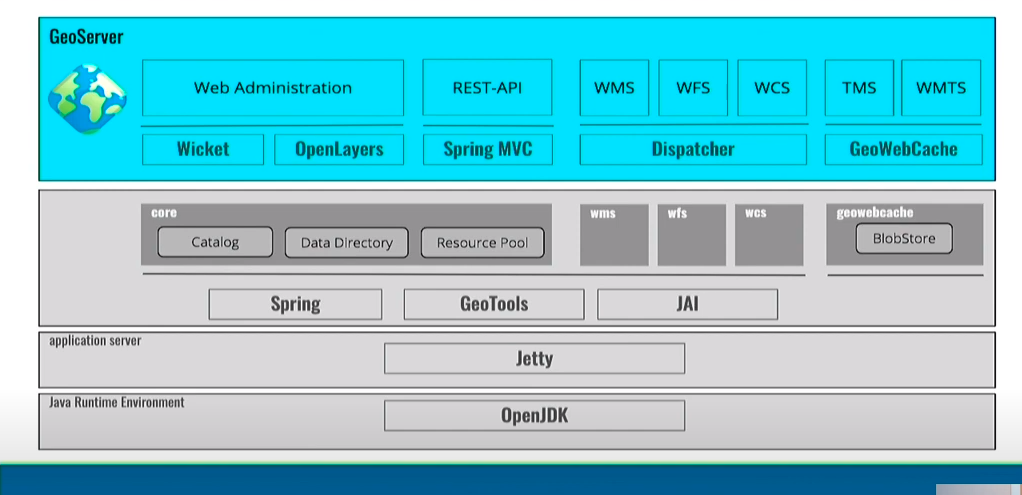 GeoServer
Web Administration
REST-API
WMS
WFS
WCS
TMS
WMTS
Wicket
OpenLayers
Spring MVC
Dispatcher
GeoWebCache
core
wms
wfs
wcs
geowebcache
Catalog
Data Directory
Resource Pool
BlobStore
Spring
GeoTools
JAI
application server
Jetty
Java Runtime Environment
OpenJDK